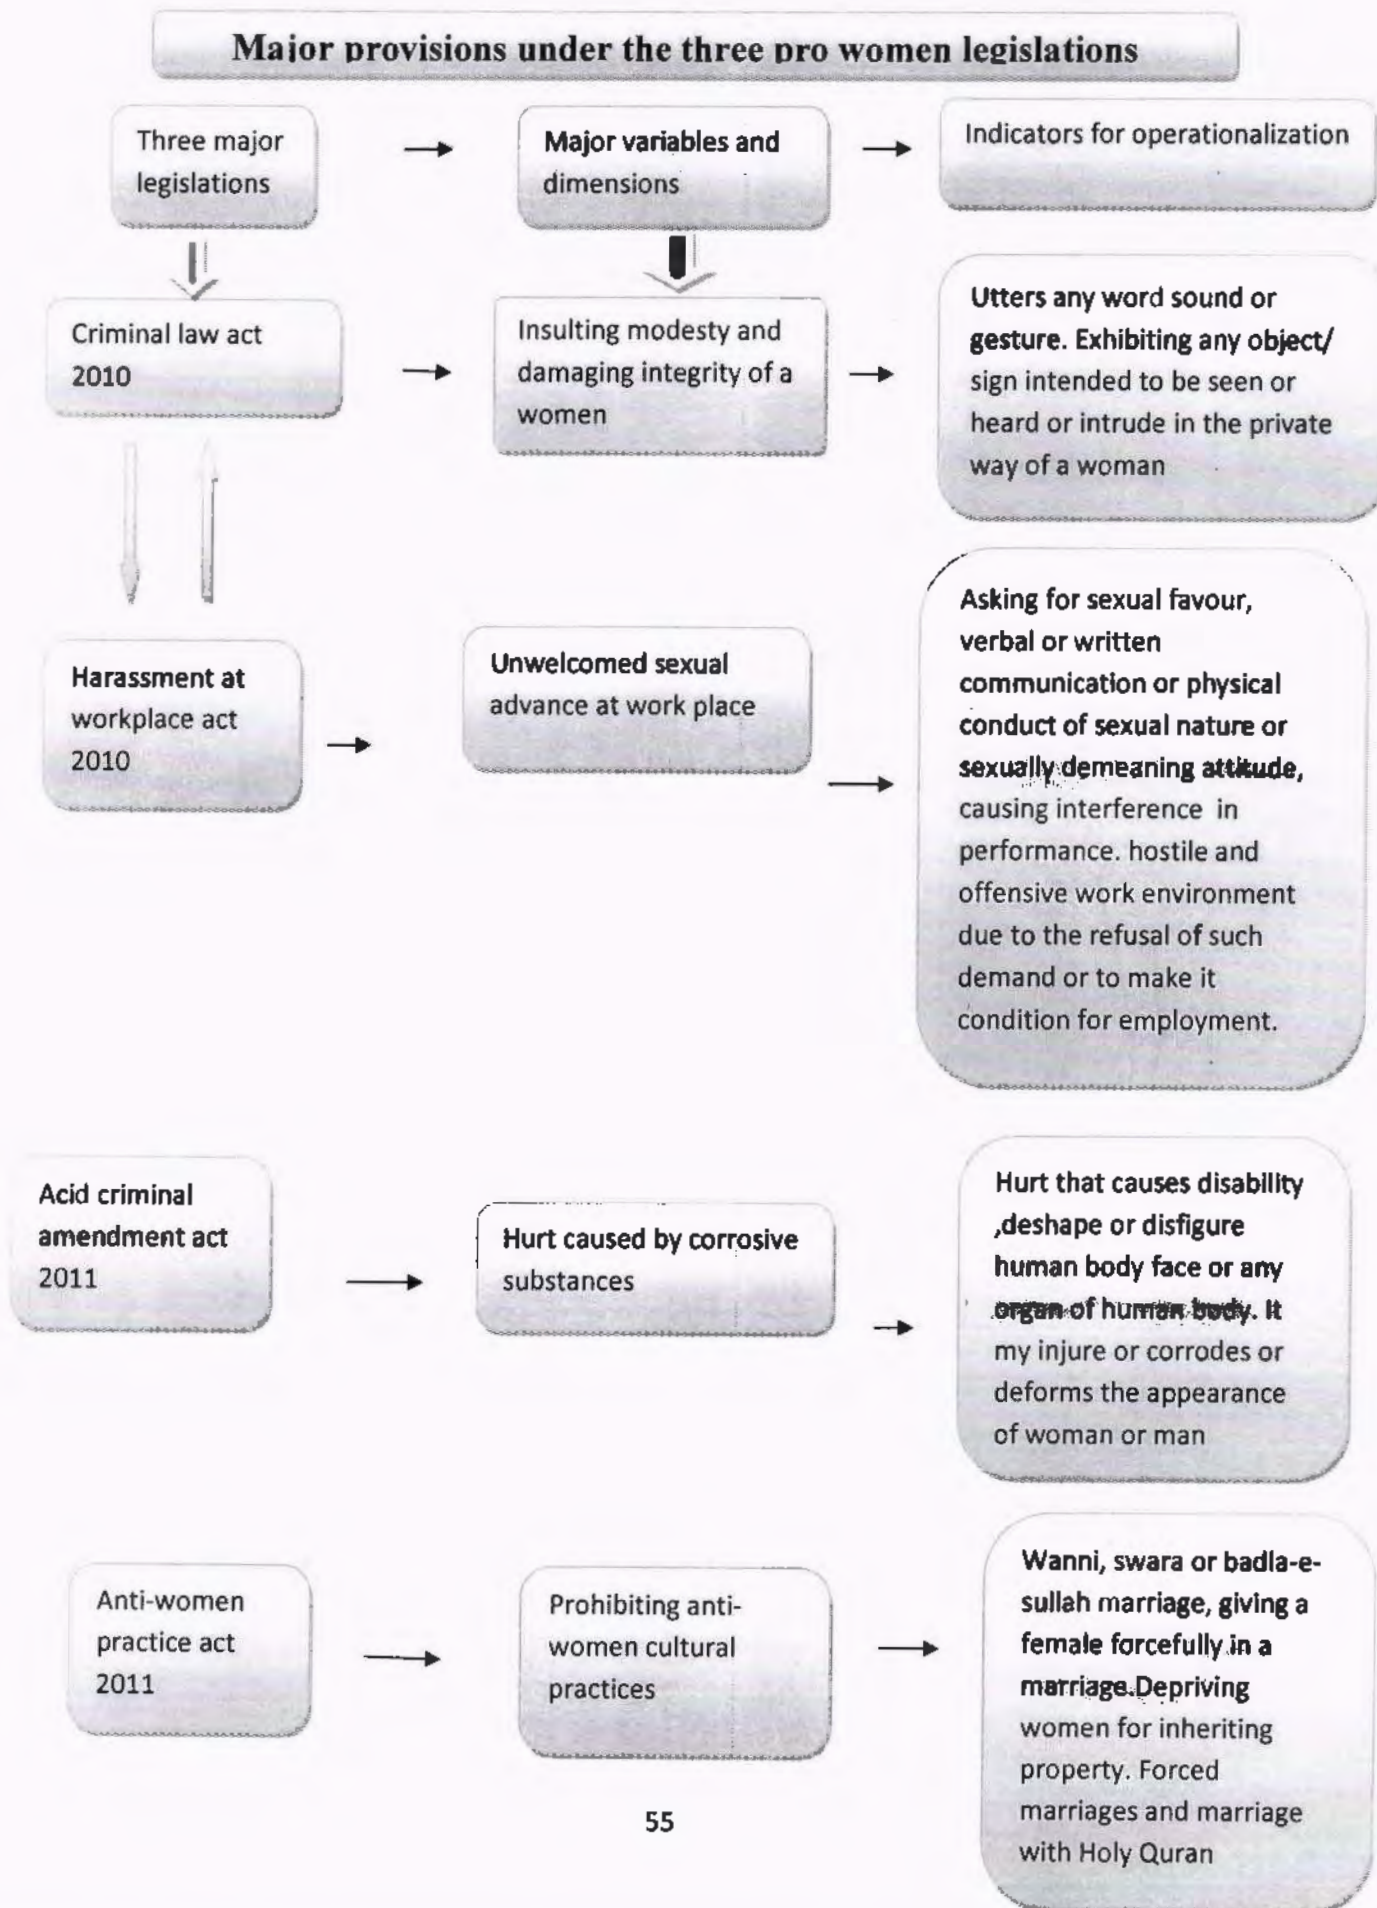 Major provisions under the three pro women legislations
Three major
legislations
Major variables and
dimensions
Indicators for operationalization
Criminal law act
2010
Insulting modesty and
damaging integrity of a
women
Utters any word sound or
gesture. Exhibiting any object/
sign intended to be seen or
heard or intrude in the private
way of a woman
Harassment at
workplace act
2010
Unwelcomed sexual
advance at work place
Asking for sexual favour,
verbal or written
communication or physical
conduct of sexual nature or
sexually demeaning attitude,
causing interference in
performance. hostile and
offensive work environment
due to the refusal of such
demand or to make it
condition for employment.
Acid criminal
amendment act
2011
Hurt caused by corrosive
substances
Hurt that causes disability
,deshape or disfigure
human body face or any
organ of human body. It
my injure or corrodes or
deforms the appearance
of woman or man
Anti-women
practice act
2011
Prohibiting anti-
women cultural
practices
Wanni, swara or badla-e-
sullah marriage, giving a
female forcefully in a
marriage.Depriving
women for inheriting
property. Forced
marriages and marriage
with Holy Quran
55